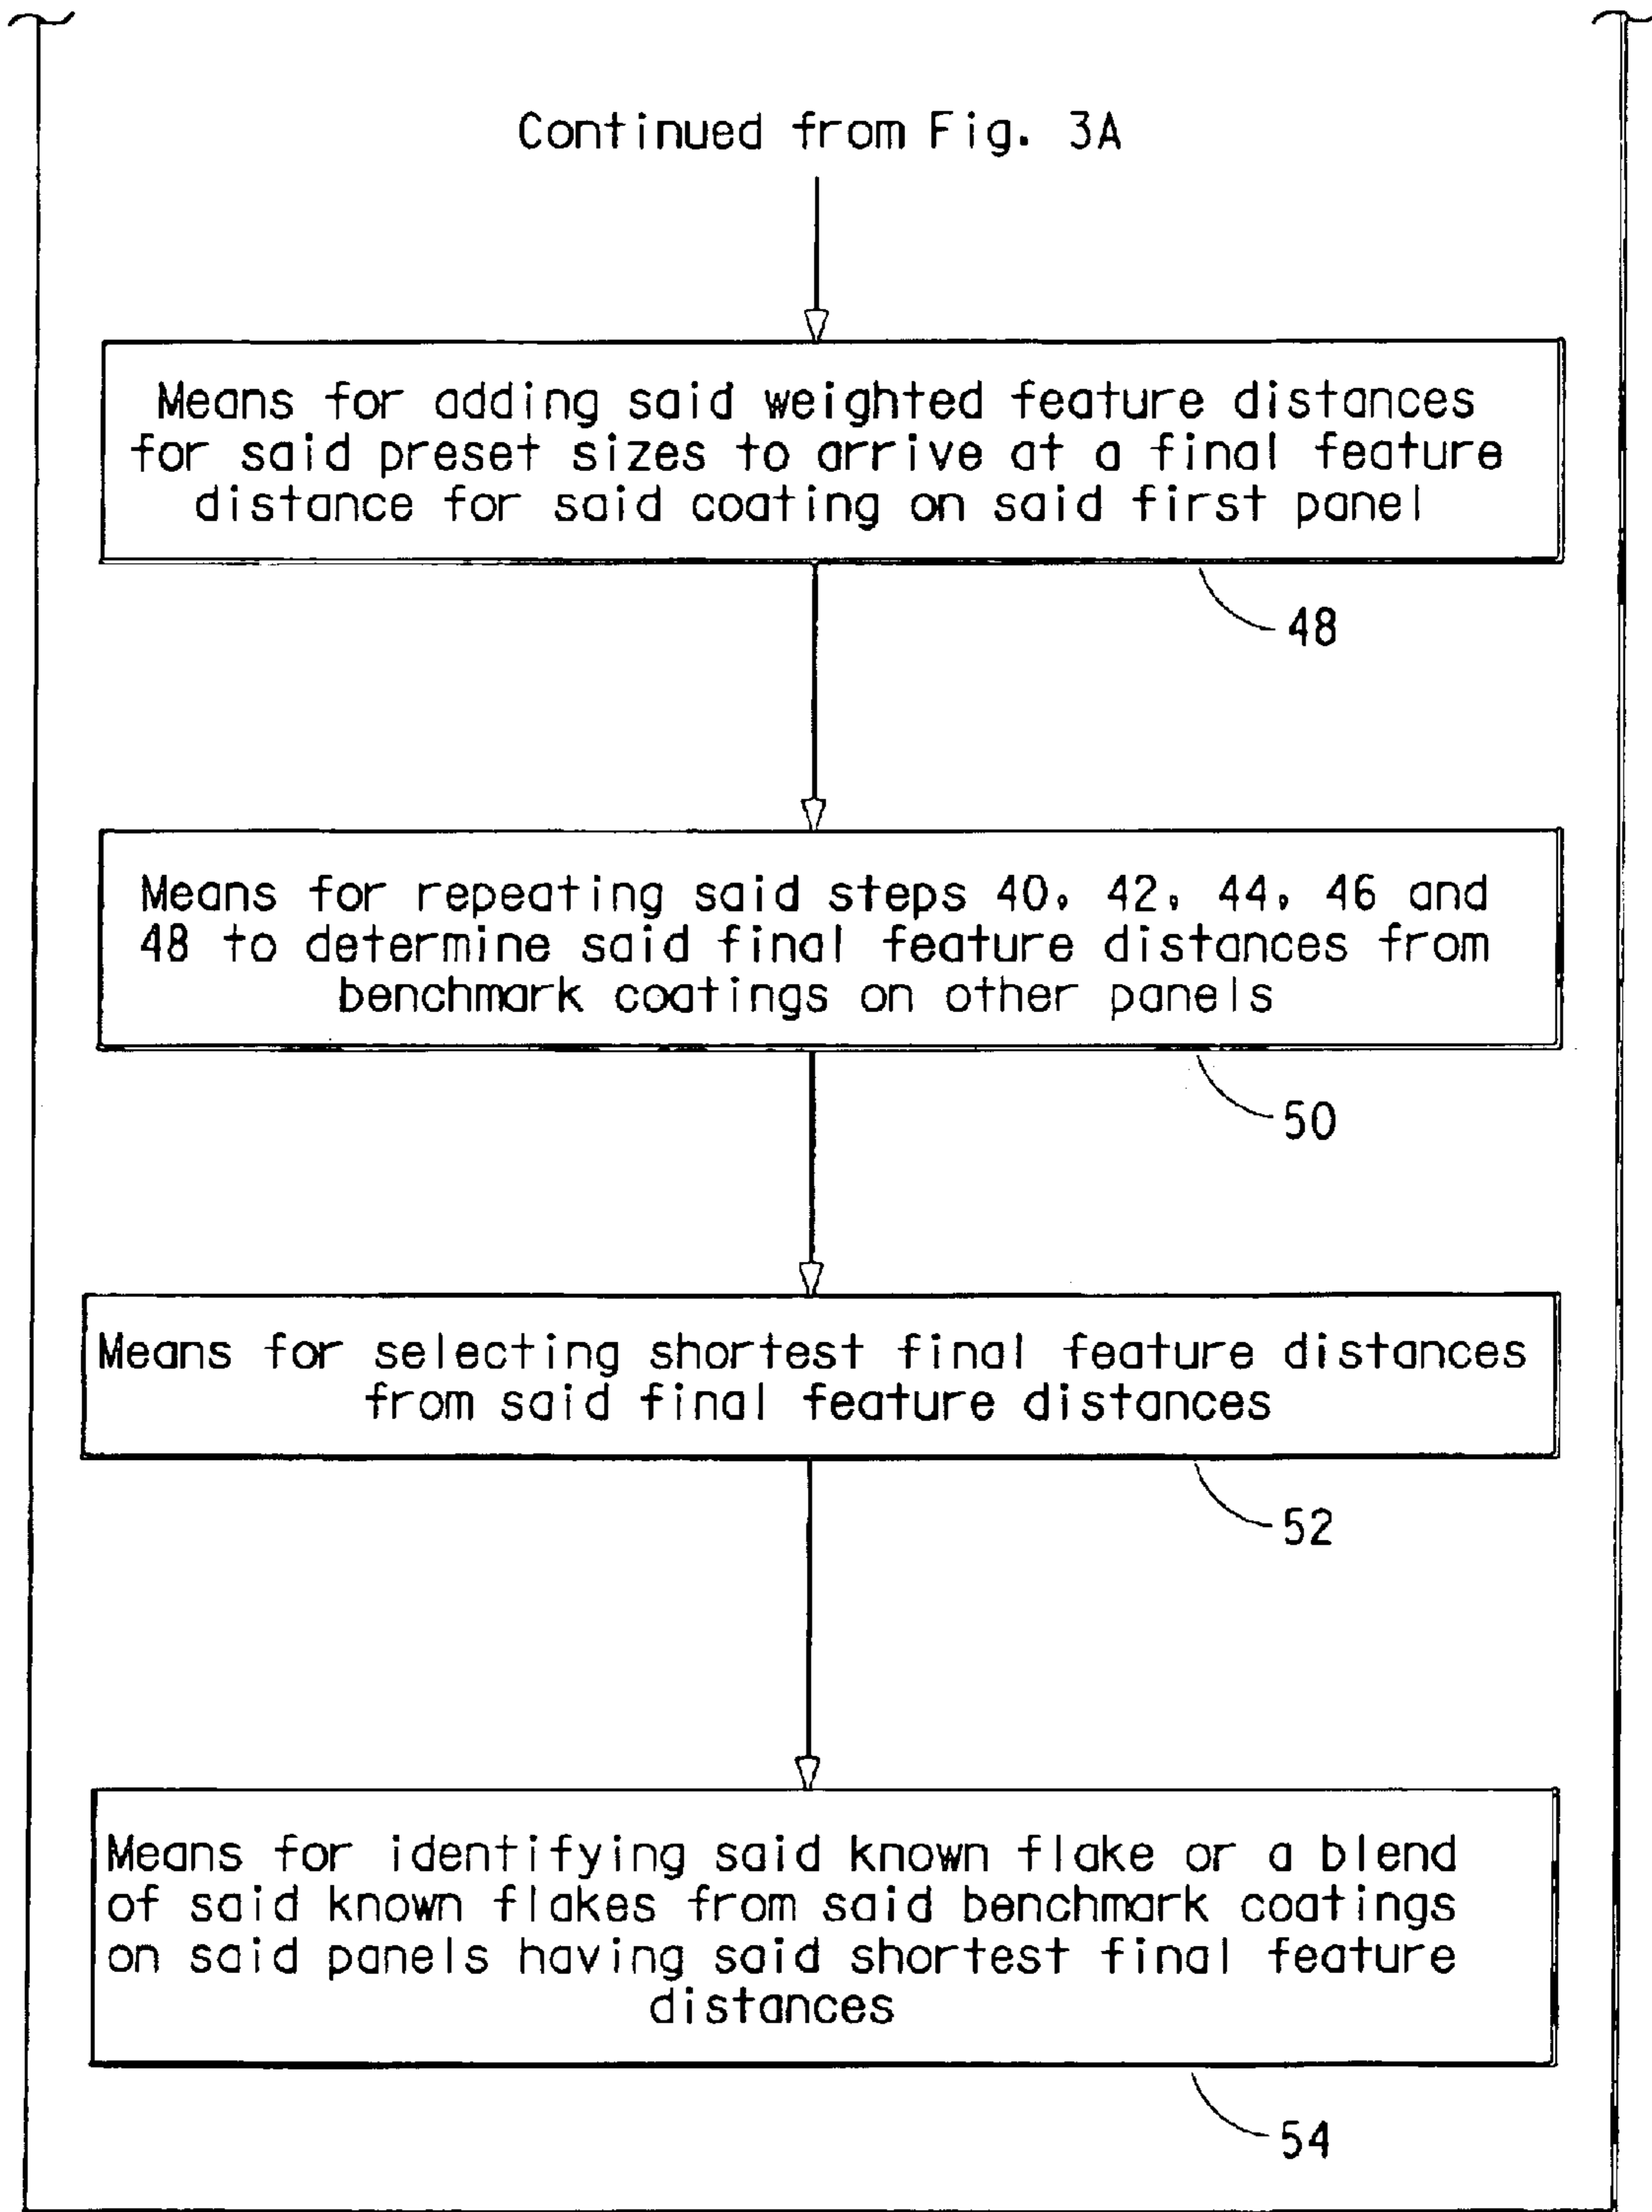 Continued from Fig. 3A
Means for adding said weighted feature distances
for said preset sizes to arrive at a final feature
distance for said coating on said first panel
48
Means for repeating said steps 40, 42, 44, 46 and
48 to determine said final feature distances from
benchmark coatings on other panels
50
Means for selecting shortest final feature distances
from said final feature distances
52
Means for identifying said known flake or a blend
of said known flakes from said benchmark coatings
on said panels having said shortest final feature
distances
54